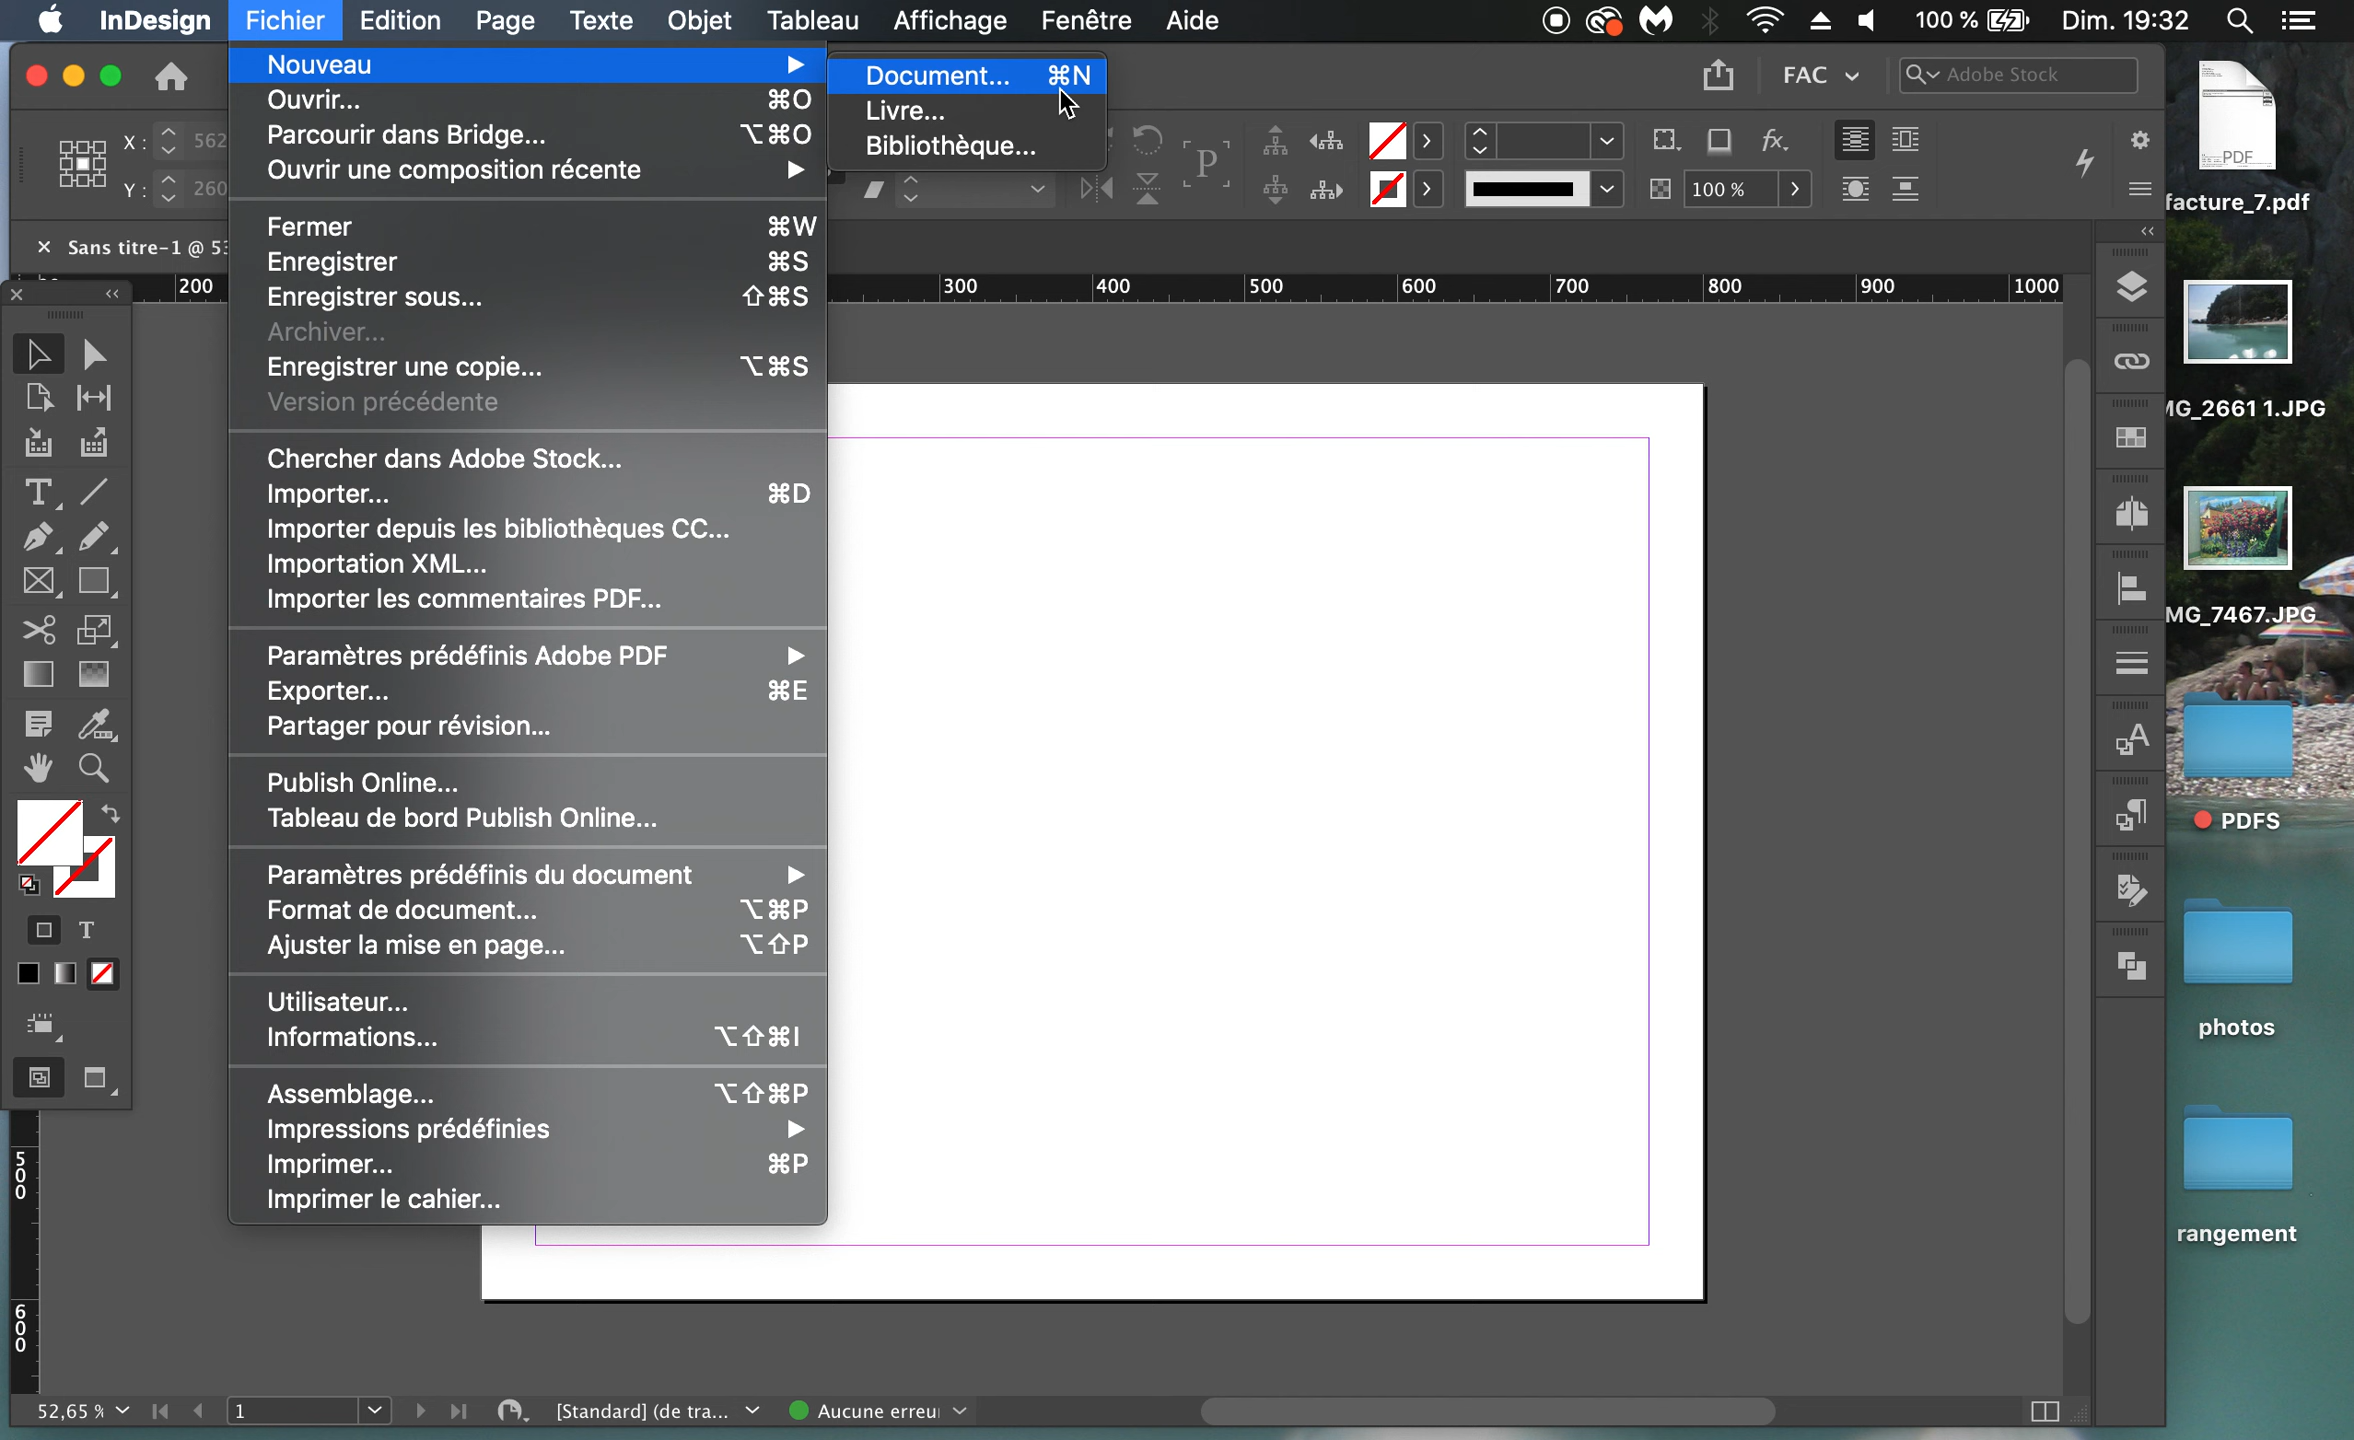 InDesign Fichier Edition Page Texte Objet Tableau Affichage Fenêtre Aide 100 % Dim. 19:32
Nouveau
Ouvrir... ⌘O
Parcourir dans Bridge... ⌥⌘O
Ouvrir une composition récente
Fermer ⌘W
Enregistrer ⌘S
Enregistrer sous... ⇧⌘S
Archiver...
Enregistrer une copie... ⌥⌘S
Version précédente
Chercher dans Adobe Stock...
Importer... ⌘D
Importer depuis les bibliothèques CC...
Importation XML...
Importer les commentaires PDF...
Paramètres prédéfinis Adobe PDF
Exporter... ⌘E
Partager pour révision...
Publish Online...
Tableau de bord Publish Online...
Paramètres prédéfinis du document
Format de document... ⌥⌘P
Ajuster la mise en page... ⌥⇧P
Utilisateur...
Informations... ⌥⇧⌘I
Assemblage... ⌥⇧⌘P
Impressions prédéfinies
Imprimer... ⌘P
Imprimer le cahier...
Document... ⌘N
Livre...
Bibliothèque...
FAC Adobe Stock
X : 562
Y : 260
100 %
Sans titre-1 @ 53
200 300 400 500 600 700 800 900 1000
500
600
52,65 % 1 [Standard] (de tra... Aucune erreu
PDF
facture_7.pdf
MG_2661 1.JPG
MG_7467.JPG
PDFS
photos
rangement